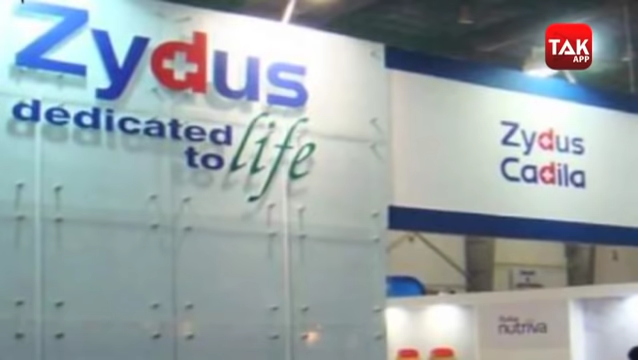 Zydus
dedicated
to life
Zydus
Cadila
nutriva
TAK
APP